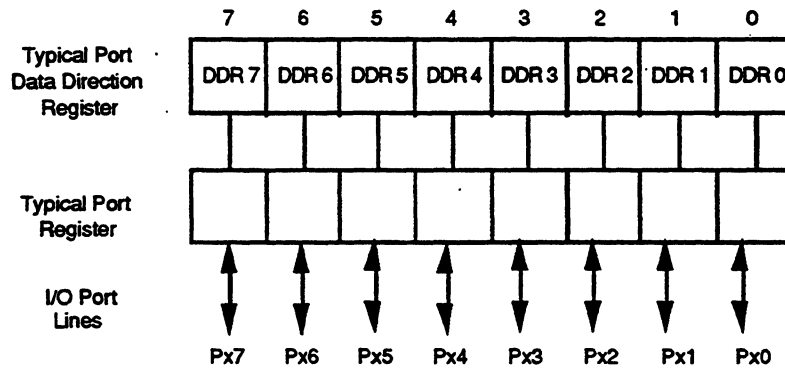 7 6 5 4 3 2 1 0
Typical Port
Data Direction
Register
DDR 7 DDR 6 DDR 5 DDR 4 DDR 3 DDR 2 DDR 1 DDR 0
Typical Port
Register
I/O Port
Lines
Px7 Px6 Px5 Px4 Px3 Px2 Px1 Px0